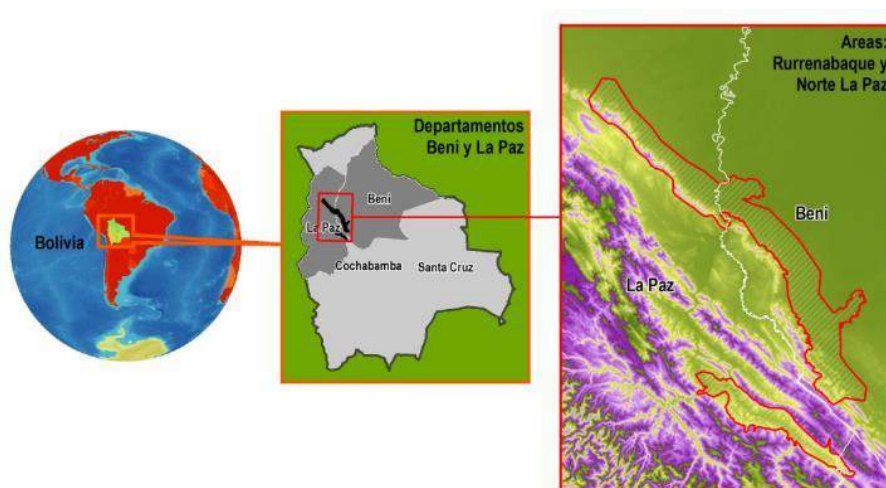 Bolivia
Departamentos
Beni y La Paz
Beni
La Paz
Cochabamba
Santa Cruz
Areas:
Rurrenabaque y
Norte La Paz
Beni
La Paz